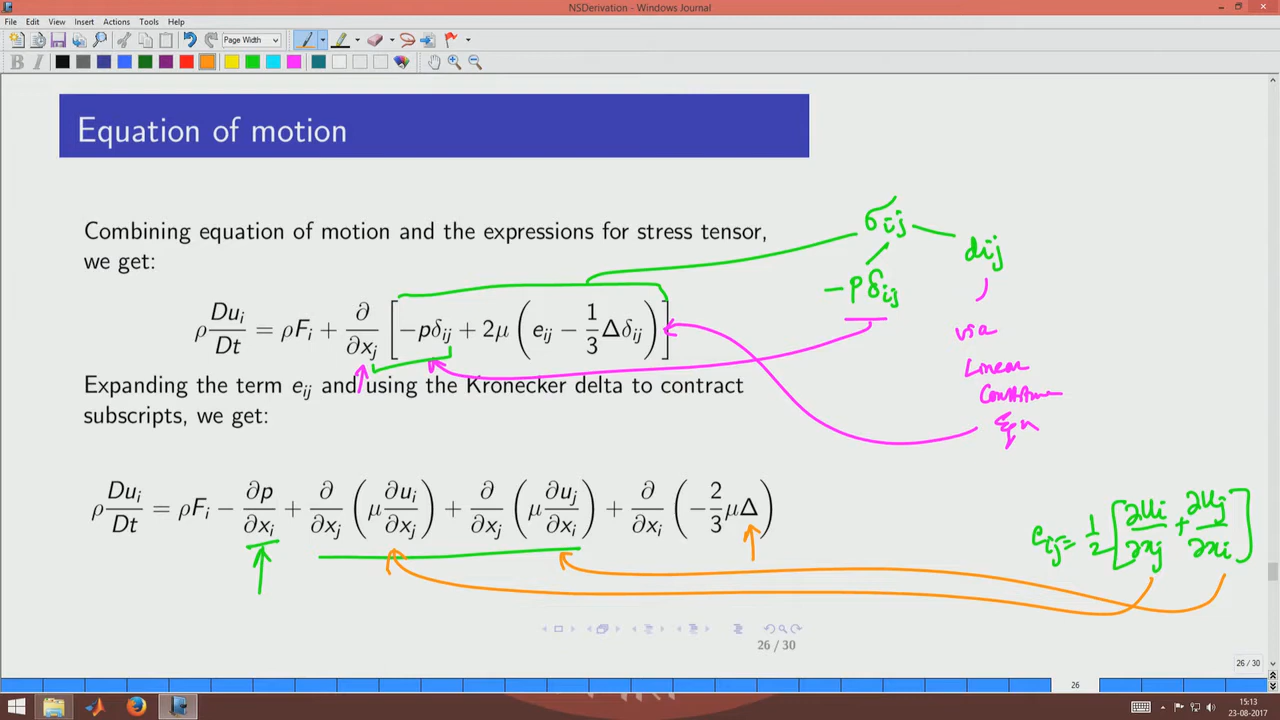 NSDerivation - Windows Journal
File Edit View Insert Actions Tools Help
Page Width
Equation of motion
Combining equation of motion and the expressions for stress tensor,
we get:
ρ Du_i/Dt = ρF_i + ∂/∂x_j [ −pδ_ij + 2μ ( e_ij − 1/3 Δδ_ij ) ]
σ_ij
d_ij
−pδ_ij
via
Linear
Eqn
Expanding the term e_ij and using the Kronecker delta to contract
subscripts, we get:
ρ Du_i/Dt = ρF_i − ∂p/∂x_i + ∂/∂x_j ( μ ∂u_i/∂x_j ) + ∂/∂x_j ( μ ∂u_j/∂x_i ) + ∂/∂x_i ( −2/3 μΔ )
e_ij = 1/2 [ ∂u_i/∂x_j + ∂u_j/∂x_i ]
26 / 30
26 / 30
26
15:13
23-08-2017